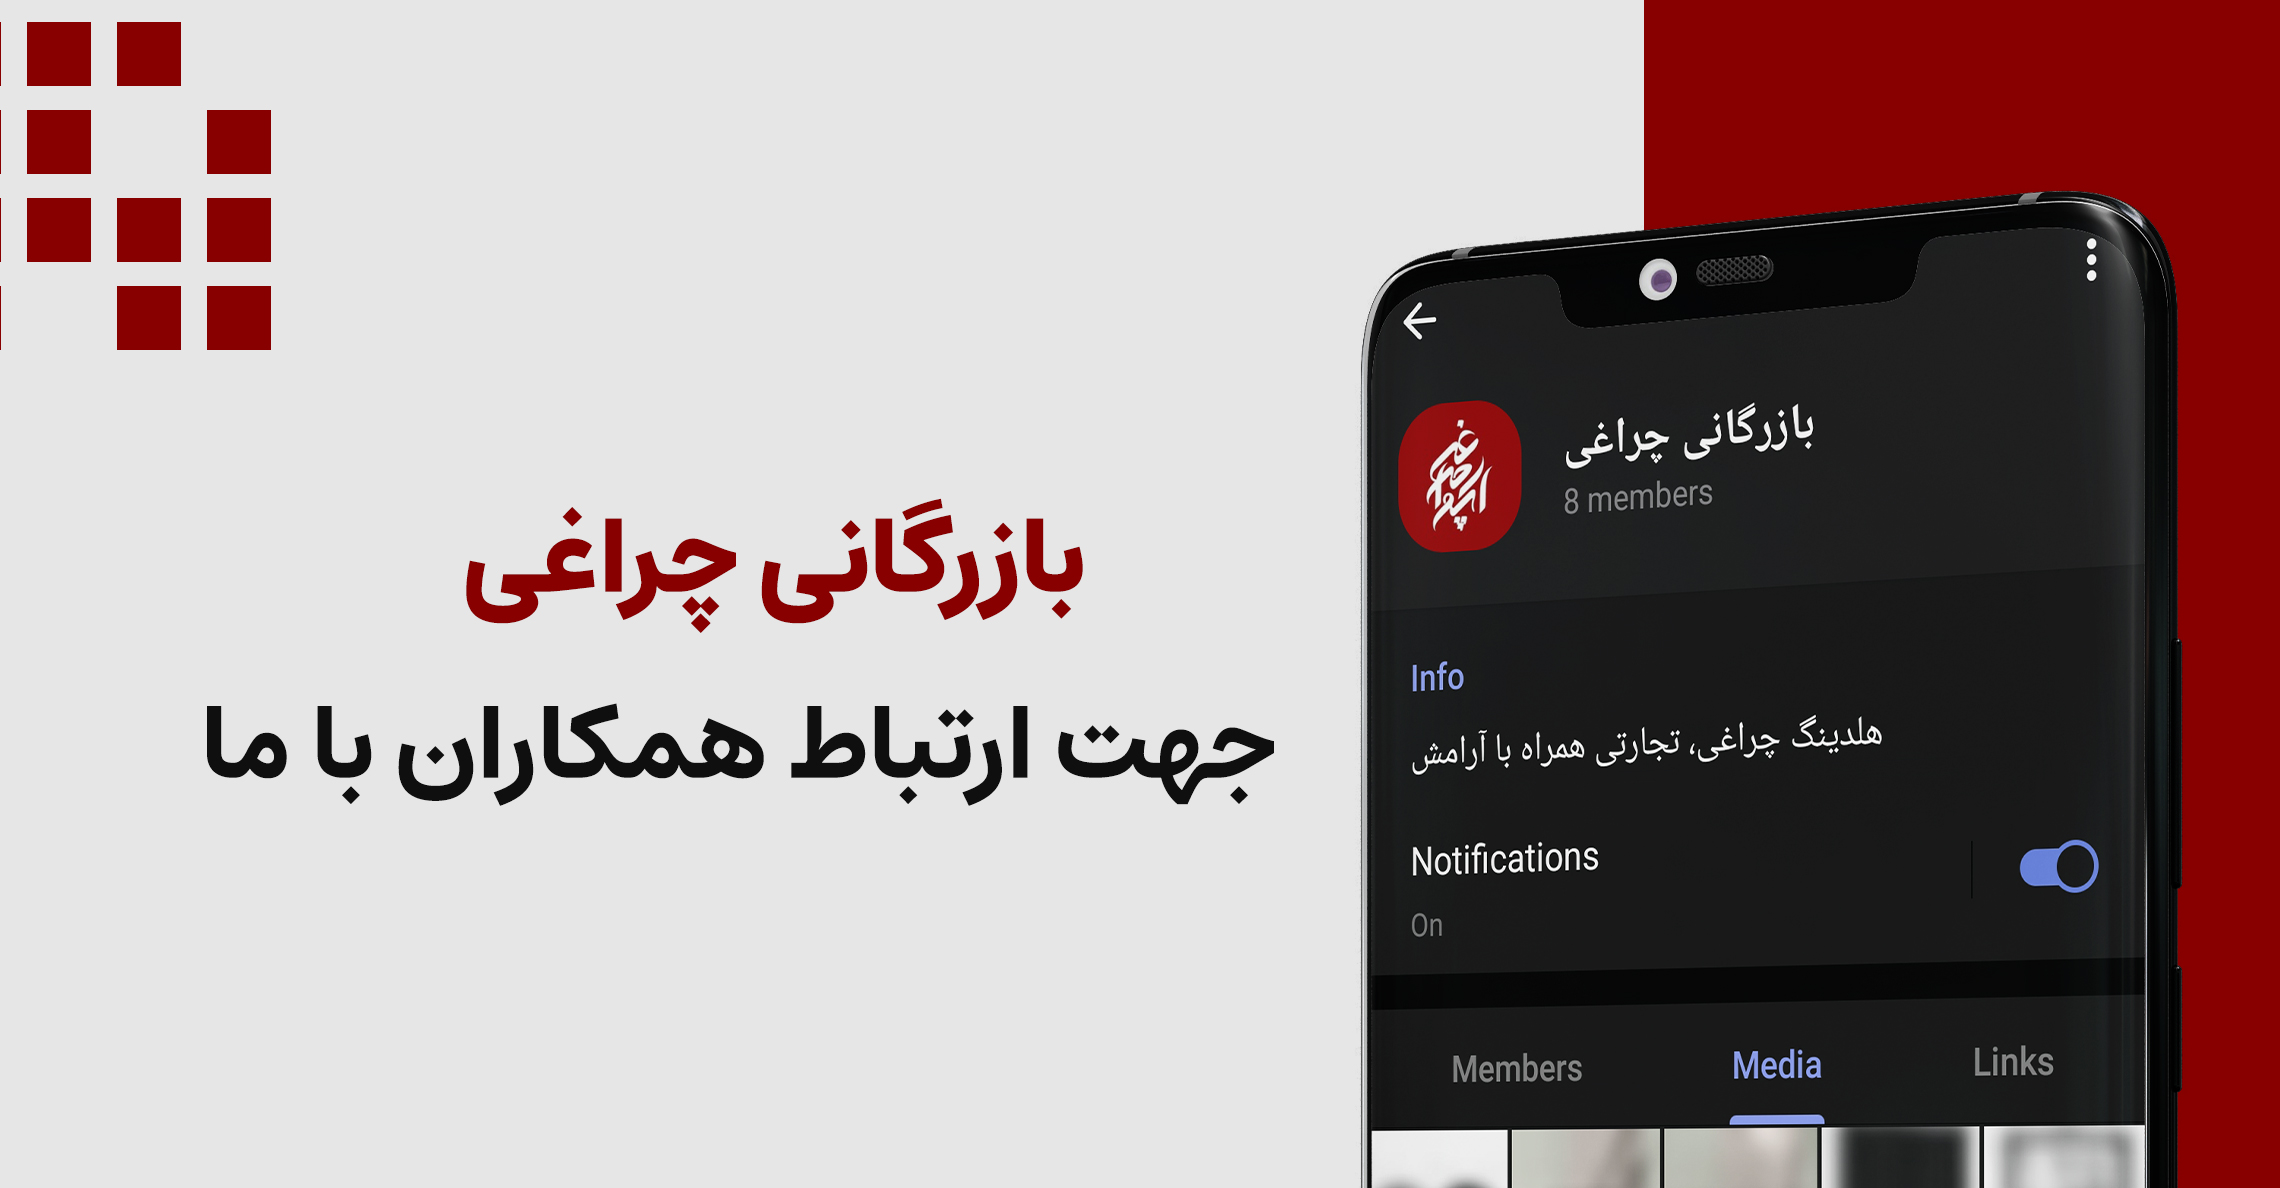 بازرگانی چراغی
جهت ارتباط همکاران با ما
بازرگانی چراغی
8 members
Info
هلدینگ چراغی، تجارتی همراه با آرامش
Notifications
On
Members
Media
Links